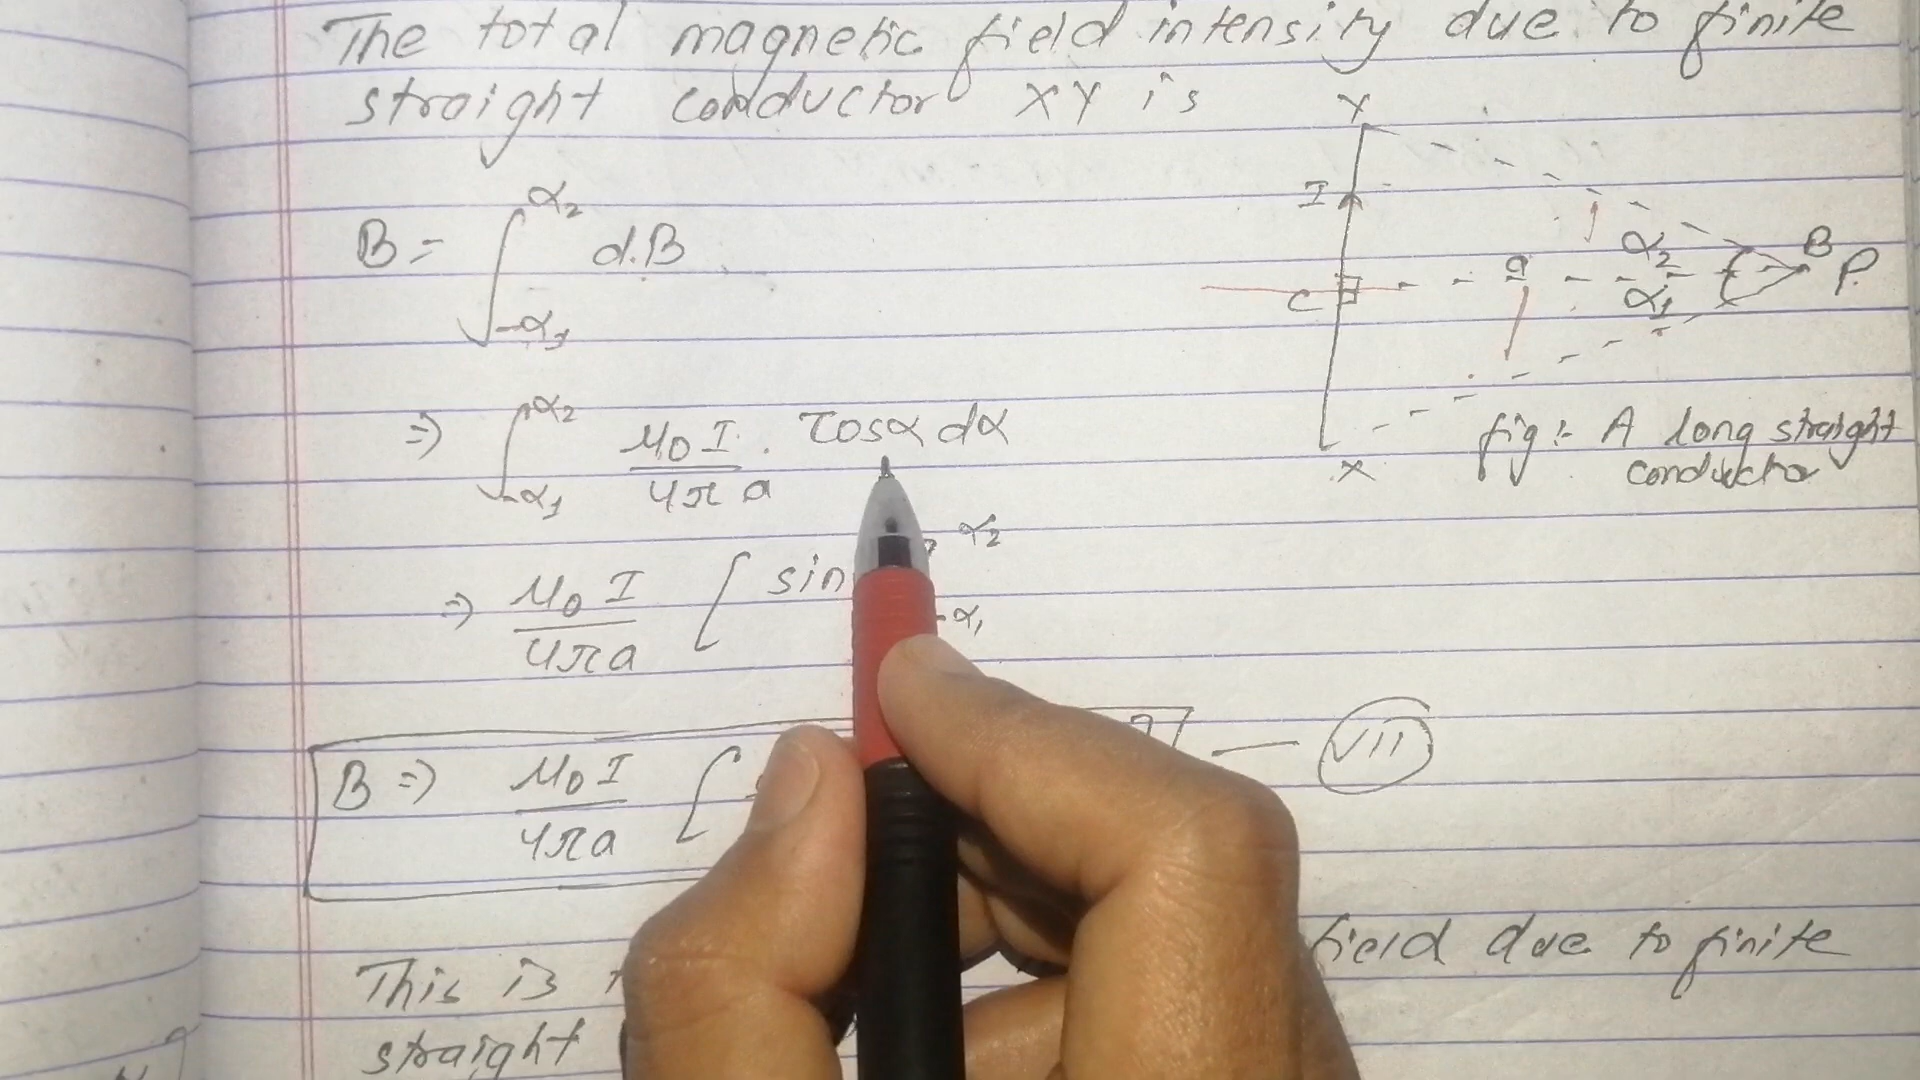 The total magnetic field intensity due to finite
straight conductor XY is
B = ∫ α₂ -α₁ d.B
⇒ ∫ α₂ -α₁ μ₀I / 4πa . Cosα dα
⇒ μ₀I / 4πa [ sin α₂ -α₁
B ⇒ μ₀I / 4πa [ ] — VII
This is field due to finite
straight
Y
I
C
a
α₂
α₁
B
P
X
fig:- A long straight
conductor